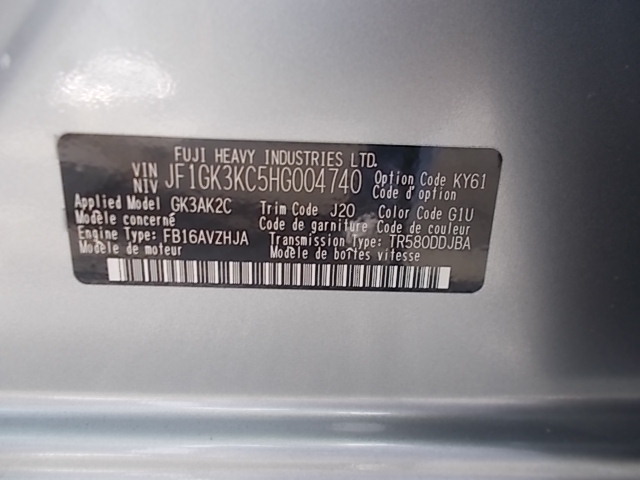 FUJI HEAVY INDUSTRIES LTD.
VIN NIV JF1GK3KC5HG004740 Option Code KY61
Code d'option
Applied Model GK3AK2C Trim Code J20 Color Code G1U
Modèle concerné Code de garniture Code de couleur
Engine Type: FB16AVZHJA Transmission Type: TR580DDJBA
Modèle de moteur Modèle de boîtes vitesse